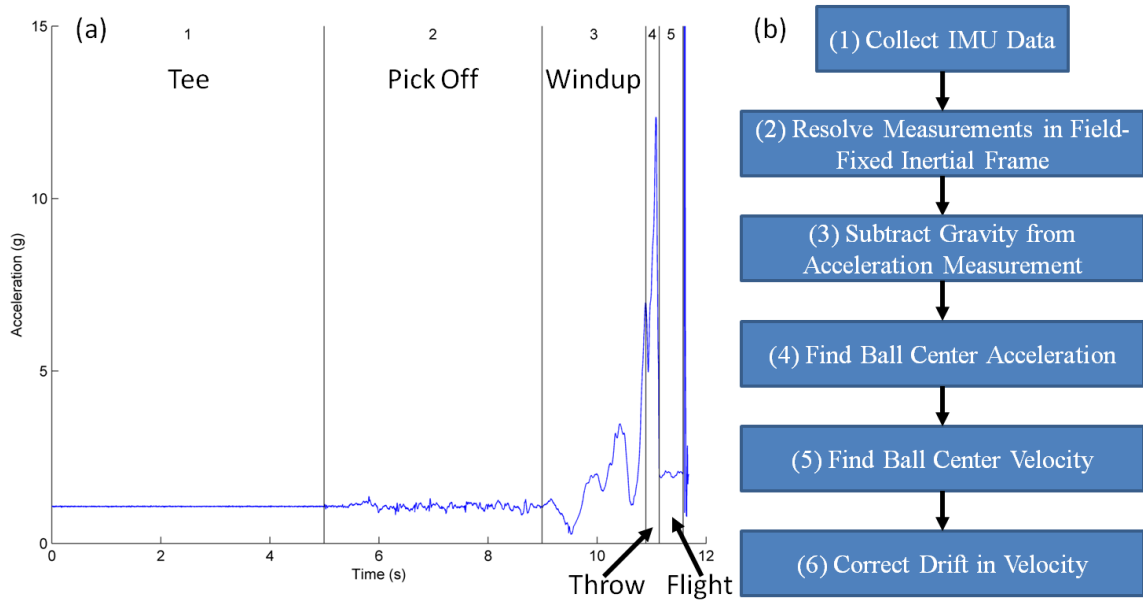 (a)
15
10
5
0
Acceleration (g)
1
2
3
4
5
Tee
Pick Off
Windup
0
2
4
6
8
10
12
Time (s)
Throw
Flight
(b)
(1) Collect IMU Data
(2) Resolve Measurements in Field-
Fixed Inertial Frame
(3) Subtract Gravity from
Acceleration Measurement
(4) Find Ball Center Acceleration
(5) Find Ball Center Velocity
(6) Correct Drift in Velocity